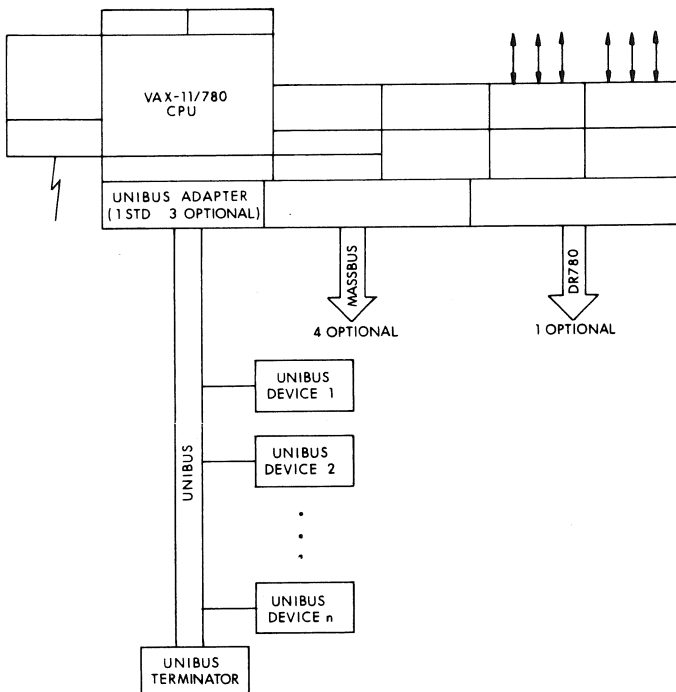 VAX-11/780
CPU
UNIBUS ADAPTER
(1 STD 3 OPTIONAL)
MASSBUS
4 OPTIONAL
DR780
1 OPTIONAL
UNIBUS
UNIBUS
DEVICE 1
UNIBUS
DEVICE 2
UNIBUS
DEVICE n
UNIBUS
TERMINATOR